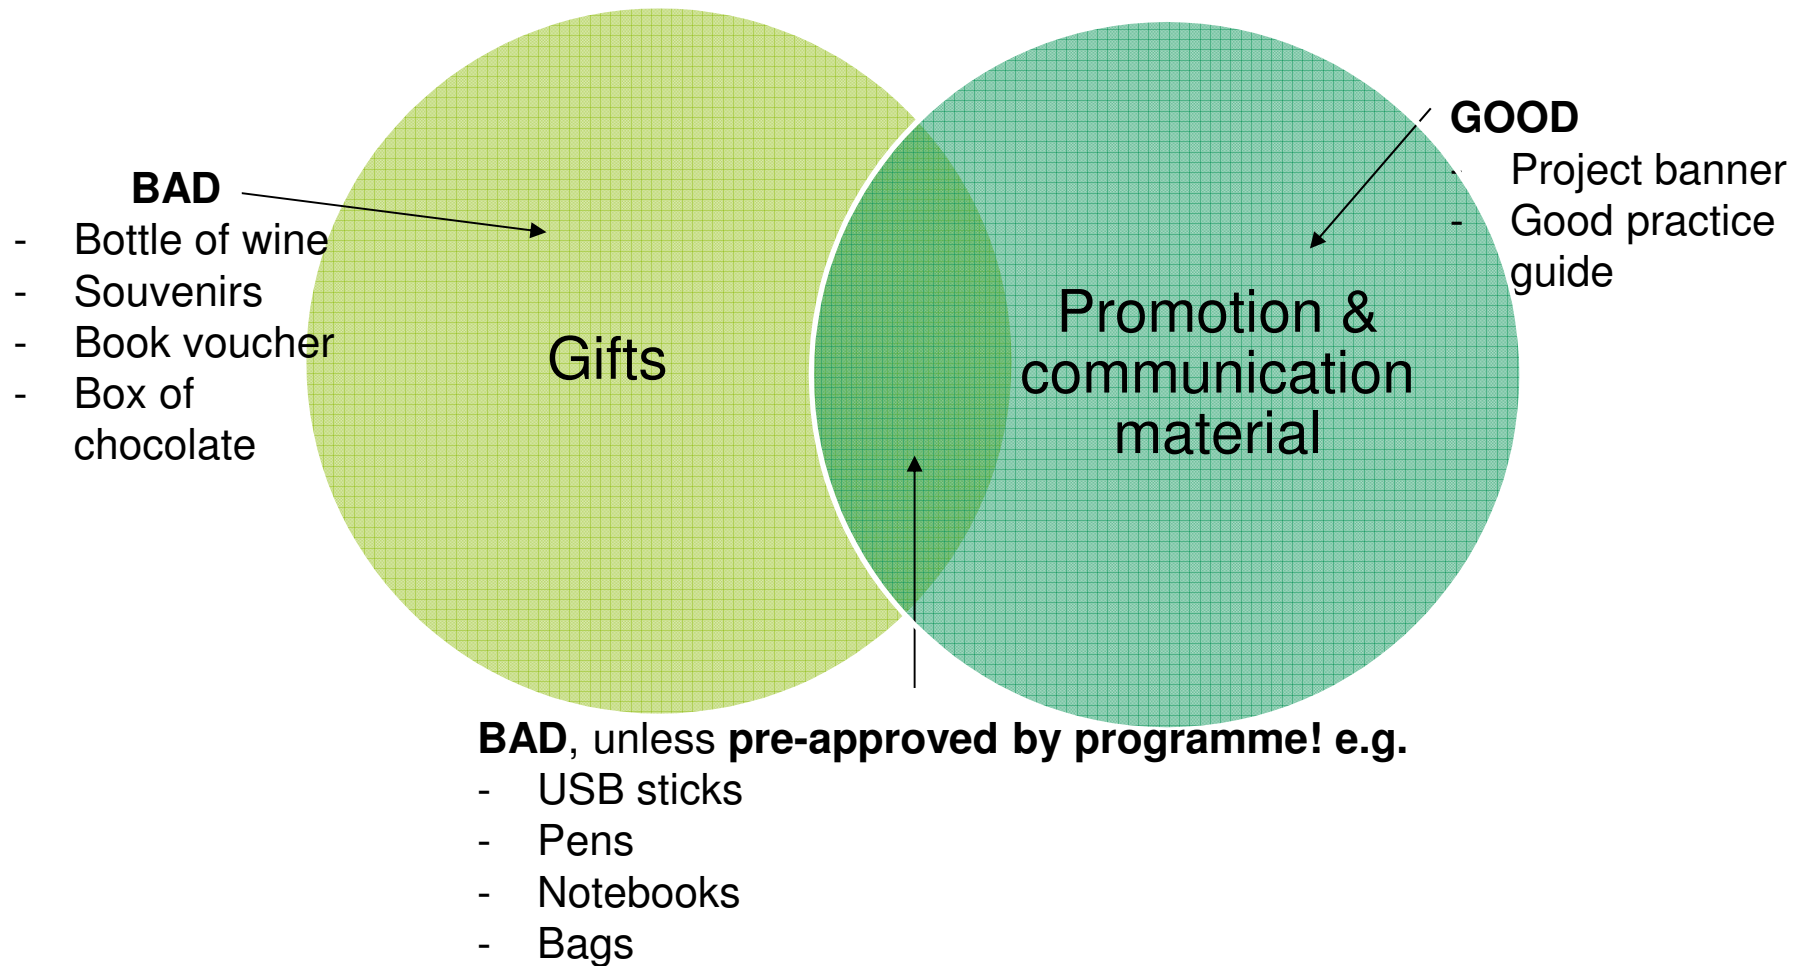 BAD
- Bottle of wine
- Souvenirs
- Book voucher
- Box of
chocolate
Gifts
Promotion &
communication
material
GOOD
- Project banner
- Good practice
guide
BAD, unless pre-approved by programme! e.g.
- USB sticks
- Pens
- Notebooks
- Bags